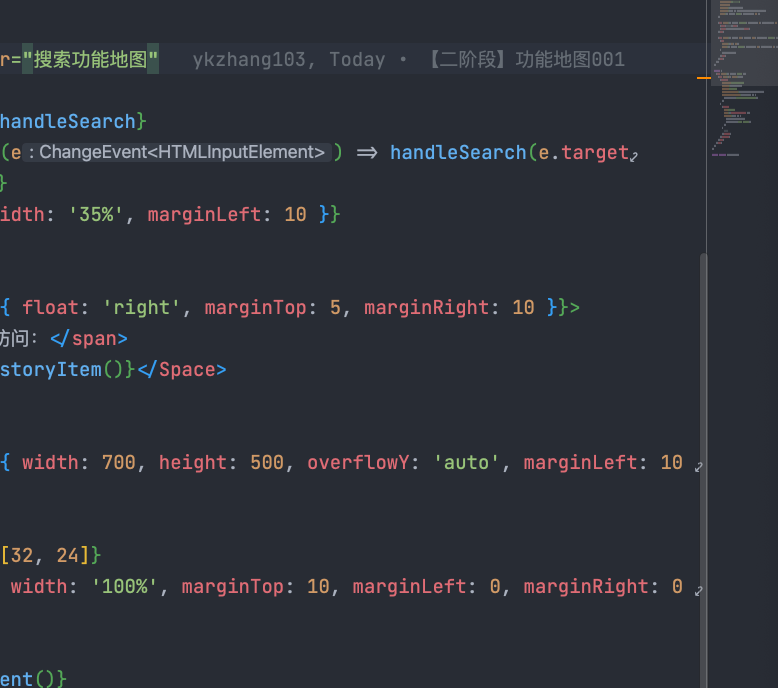 r="搜索功能地图" ykzhang103, Today • 【二阶段】功能地图001
handleSearch}
(e : ChangeEvent<HTMLInputElement> ) => handleSearch(e.target
}
idth: '35%', marginLeft: 10 }}
{ float: 'right', marginTop: 5, marginRight: 10 }}>
访问：</span>
storyItem()}</Space>
{ width: 700, height: 500, overflowY: 'auto', marginLeft: 10
[32, 24]}
width: '100%', marginTop: 10, marginLeft: 0, marginRight: 0
ent()}